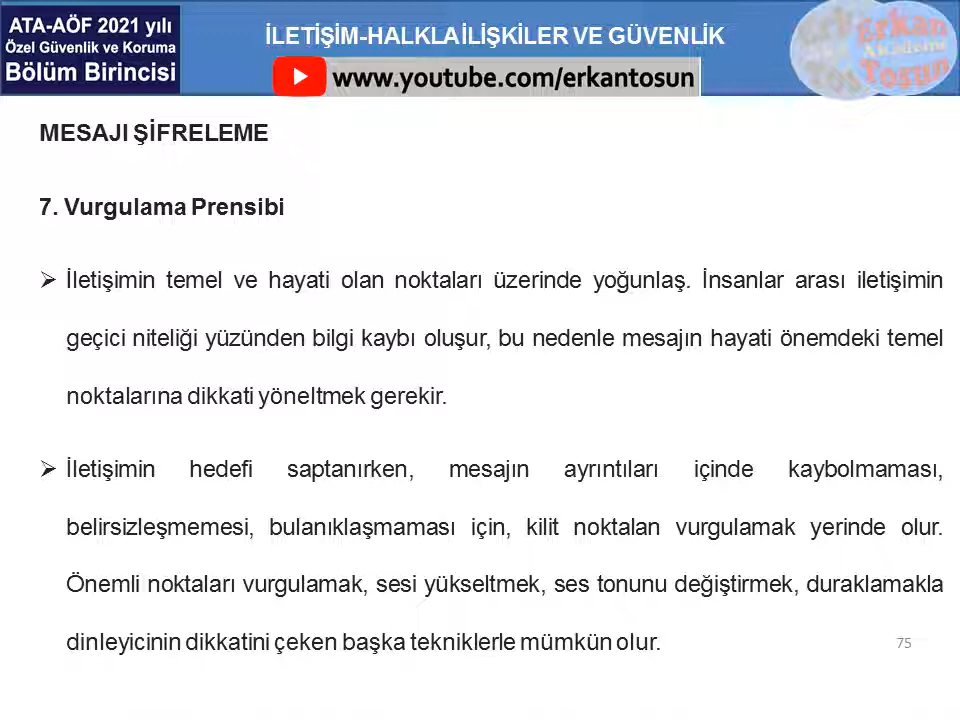 ATA-AÖF 2021 yılı
Özel Güvenlik ve Koruma
Bölüm Birincisi
İLETİŞİM-HALKLA İLİŞKİLER VE GÜVENLİK
www.youtube.com/erkantosun
Erkan
Akademi
Tosun
MESAJI ŞİFRELEME
7. Vurgulama Prensibi
İletişimin temel ve hayati olan noktaları üzerinde yoğunlaş. İnsanlar arası iletişimin
geçici niteliği yüzünden bilgi kaybı oluşur, bu nedenle mesajın hayati önemdeki temel
noktalarına dikkati yöneltmek gerekir.
İletişimin hedefi saptanırken, mesajın ayrıntıları içinde kaybolmaması,
belirsizleşmemesi, bulanıklaşmaması için, kilit noktalan vurgulamak yerinde olur.
Önemli noktaları vurgulamak, sesi yükseltmek, ses tonunu değiştirmek, duraklamakla
dinleyicinin dikkatini çeken başka tekniklerle mümkün olur.
75